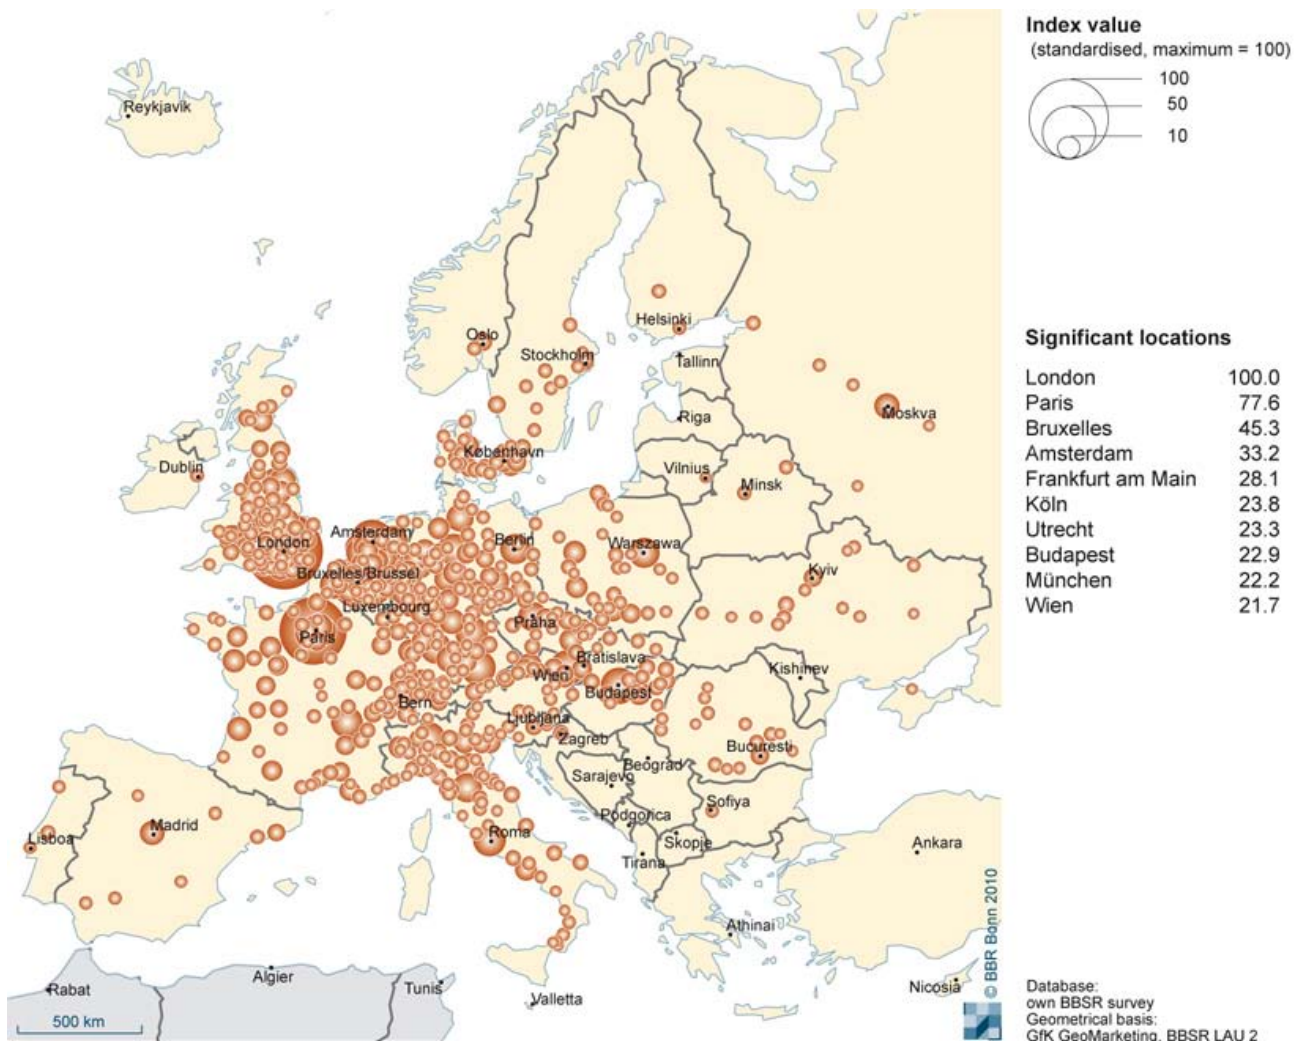 Index value
(standardised, maximum = 100)
100
50
10
Reykjavik
Helsinki
Oslo
Stockholm
Tallinn
Significant locations
London 100.0
Paris 77.6
Bruxelles 45.3
Amsterdam 33.2
Frankfurt am Main 28.1
Köln 23.8
Utrecht 23.3
Budapest 22.9
München 22.2
Wien 21.7
Moskva
Riga
København
Dublin
Vilnius
Minsk
Amsterdam
London
Berlin
Warszawa
Bruxelles/Brussel
Kyiv
Luxembourg
Praha
Paris
Bratislava
Wien
Kishinev
Budapest
Bern
Ljubljana
Zagreb
Bucuresti
Beograd
Sarajevo
Sofiya
Podgorica
Madrid
Roma
Lisboa
Skopje
Ankara
Tirana
Athinai
Algier
Tunis
Rabat
Valletta
Nicosia
500 km
© BBR Bonn 2010
Database:
own BBSR survey
Geometrical basis:
GfK GeoMarketing, BBSR LAU 2